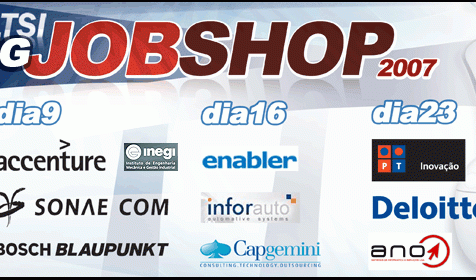 LTSI
G JOBSHOP 2007
dia9 dia16 dia23
accenture inegi enabler PT Inovação
Instituto de Engenharia
Mecânica e Gestão Industrial
SONAE COM inforauto Deloitte
automotive systems
BOSCH BLAUPUNKT Capgemini ano
CONSULTING.TECHNOLOGY.OUTSOURCING